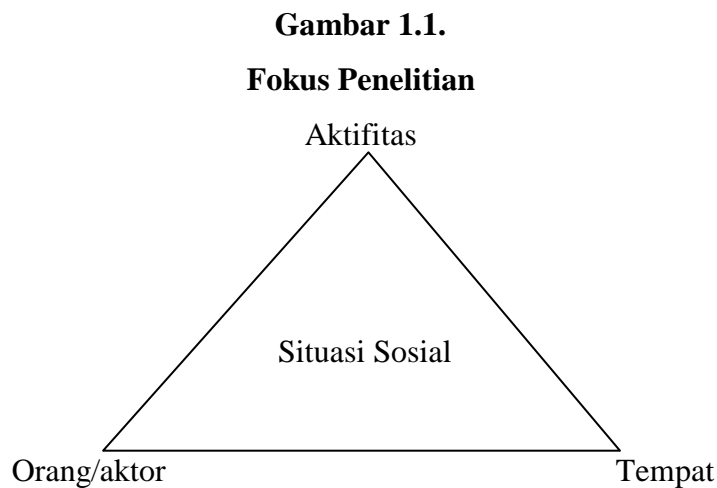 Gambar 1.1.
Fokus Penelitian
Aktifitas
Situasi Sosial
Orang/aktor
Tempat